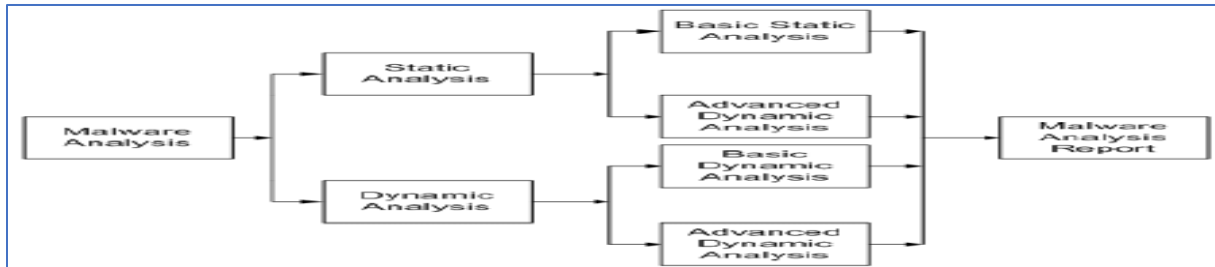 Malware
Analysis
Static
Analysis
Dynamic
Analysis
Basic Static
Analysis
Advanced
Dynamic
Analysis
Basic
Dynamic
Analysis
Advanced
Dynamic Analysis
Malware
Analysis
Report